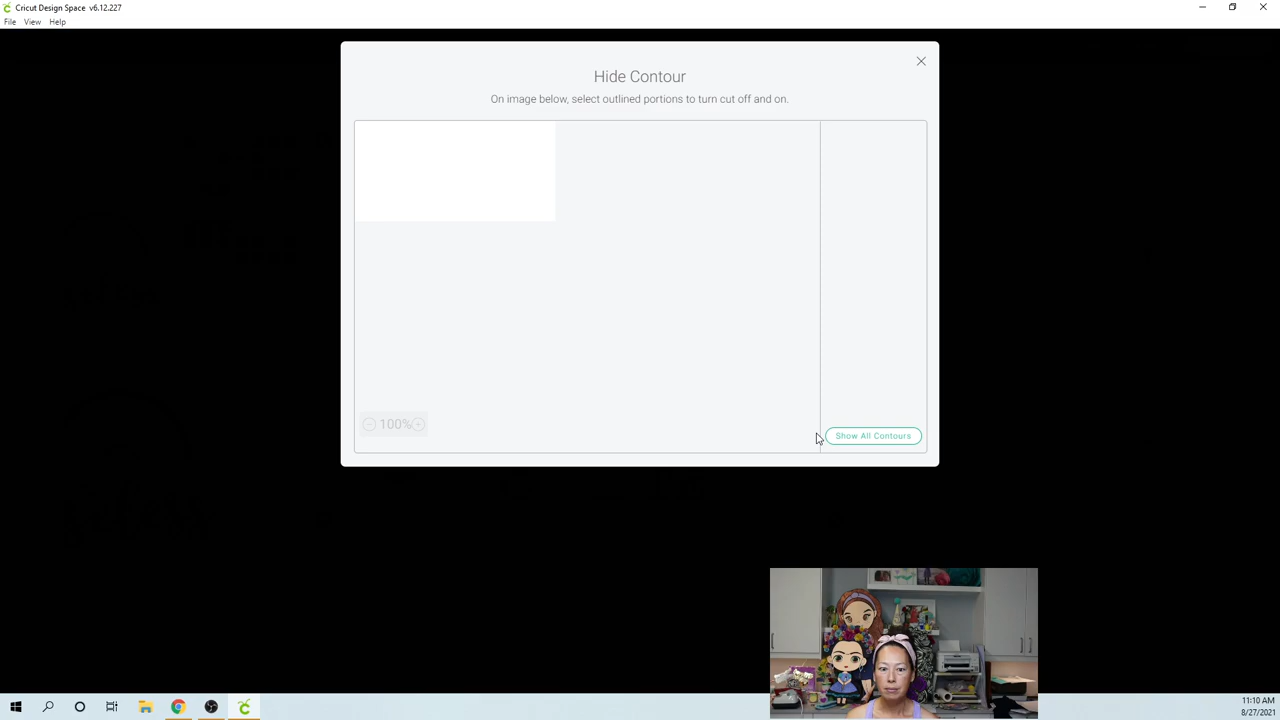 Cricut Design Space v6.12.227
File View Help
Hide Contour
On image below, select outlined portions to turn cut off and on.
100%
Show All Contours
11:10 AM
8/27/2021